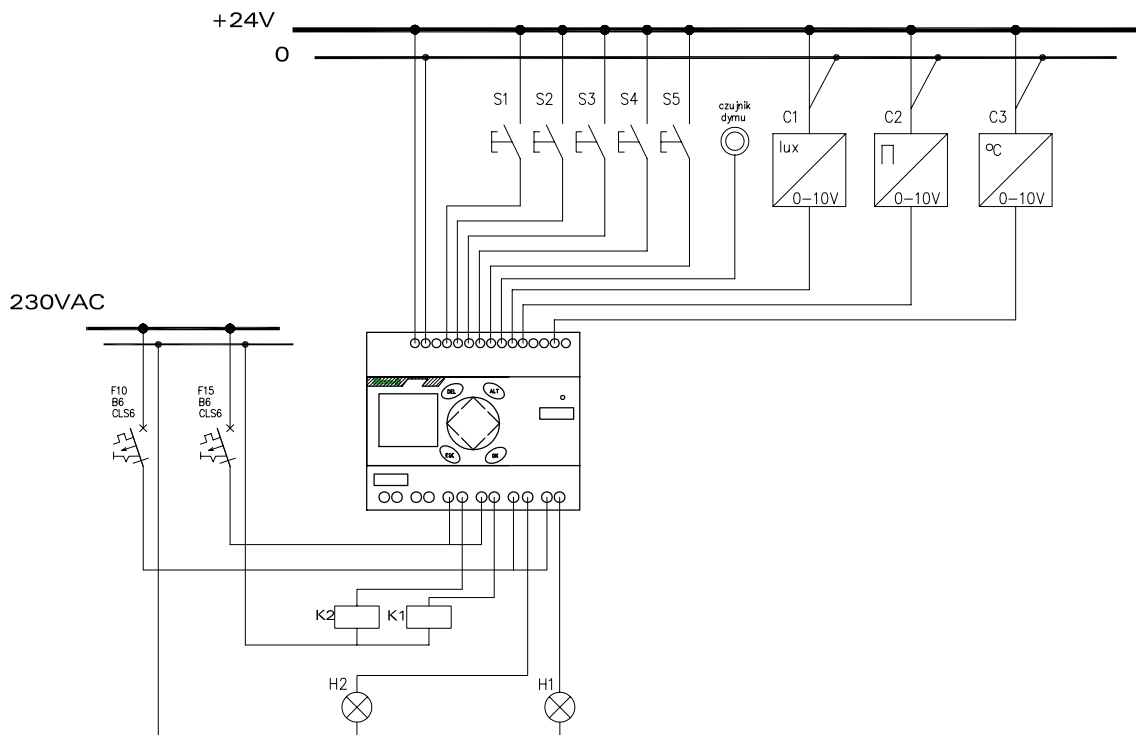 +24V
0
S1
S2
S3
S4
S5
czujnik
dymu
C1
C2
C3
lux
0-10V
0-10V
°C
0-10V
230VAC
F10
B6
CLS6
F15
B6
CLS6
DEL
ALT
ESC
OK
K2
K1
H2
H1